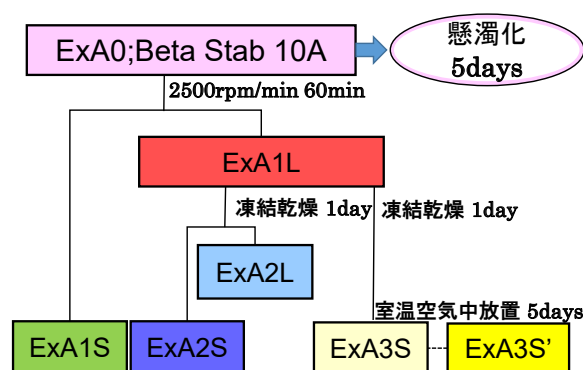 ExA0;Beta Stab 10A
懸濁化
5days
2500rpm/min 60min
ExA1L
凍結乾燥 1day 凍結乾燥 1day
ExA2L
室温空気中放置 5days
ExA1S ExA2S ExA3S ExA3S’